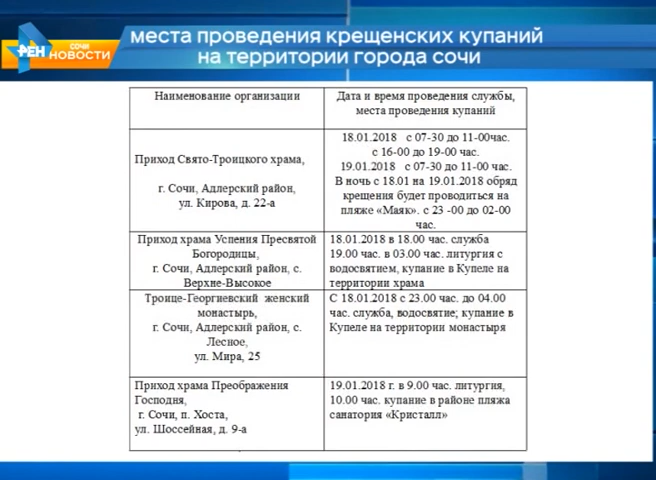 РЕН
СОЧИ
НОВОСТИ
места проведения крещенских купаний
на территории города сочи
Наименование организации
Дата и время проведения службы,
места проведения купаний
Приход Свято-Троицкого храма,
г. Сочи, Адлерский район,
ул. Кирова, д. 22-а
18.01.2018 с 07-30 до 11-00час.
с 16-00 до 19-00 час.
19.01.2018 с 07-30 до 11-00 час.
В ночь с 18.01 на 19.01.2018 обряд
крещения будет проводиться на
пляже «Маяк». с 23 -00 до 02-00
час.
Приход храма Успения Пресвятой
Богородицы,
г. Сочи, Адлерский район, с.
Верхне-Высокое
18.01.2018 в 18.00 час. служба
19.00 час. в 03.00 час. литургия с
водосвятием, купание в Купеле на
территории храма
Троице-Георгиевский женский
монастырь,
г. Сочи, Адлерский район, с.
Лесное,
ул. Мира, 25
С 18.01.2018 с 23.00 час. до 04.00
час. служба, водосвятие; купание в
Купеле на территории монастыря
Приход храма Преображения
Господня,
г. Сочи, п. Хоста,
ул. Шоссейная, д. 9-а
19.01.2018 г. в 9.00 час. литургия,
10.00 час. купание в районе пляжа
санатория «Кристалл»